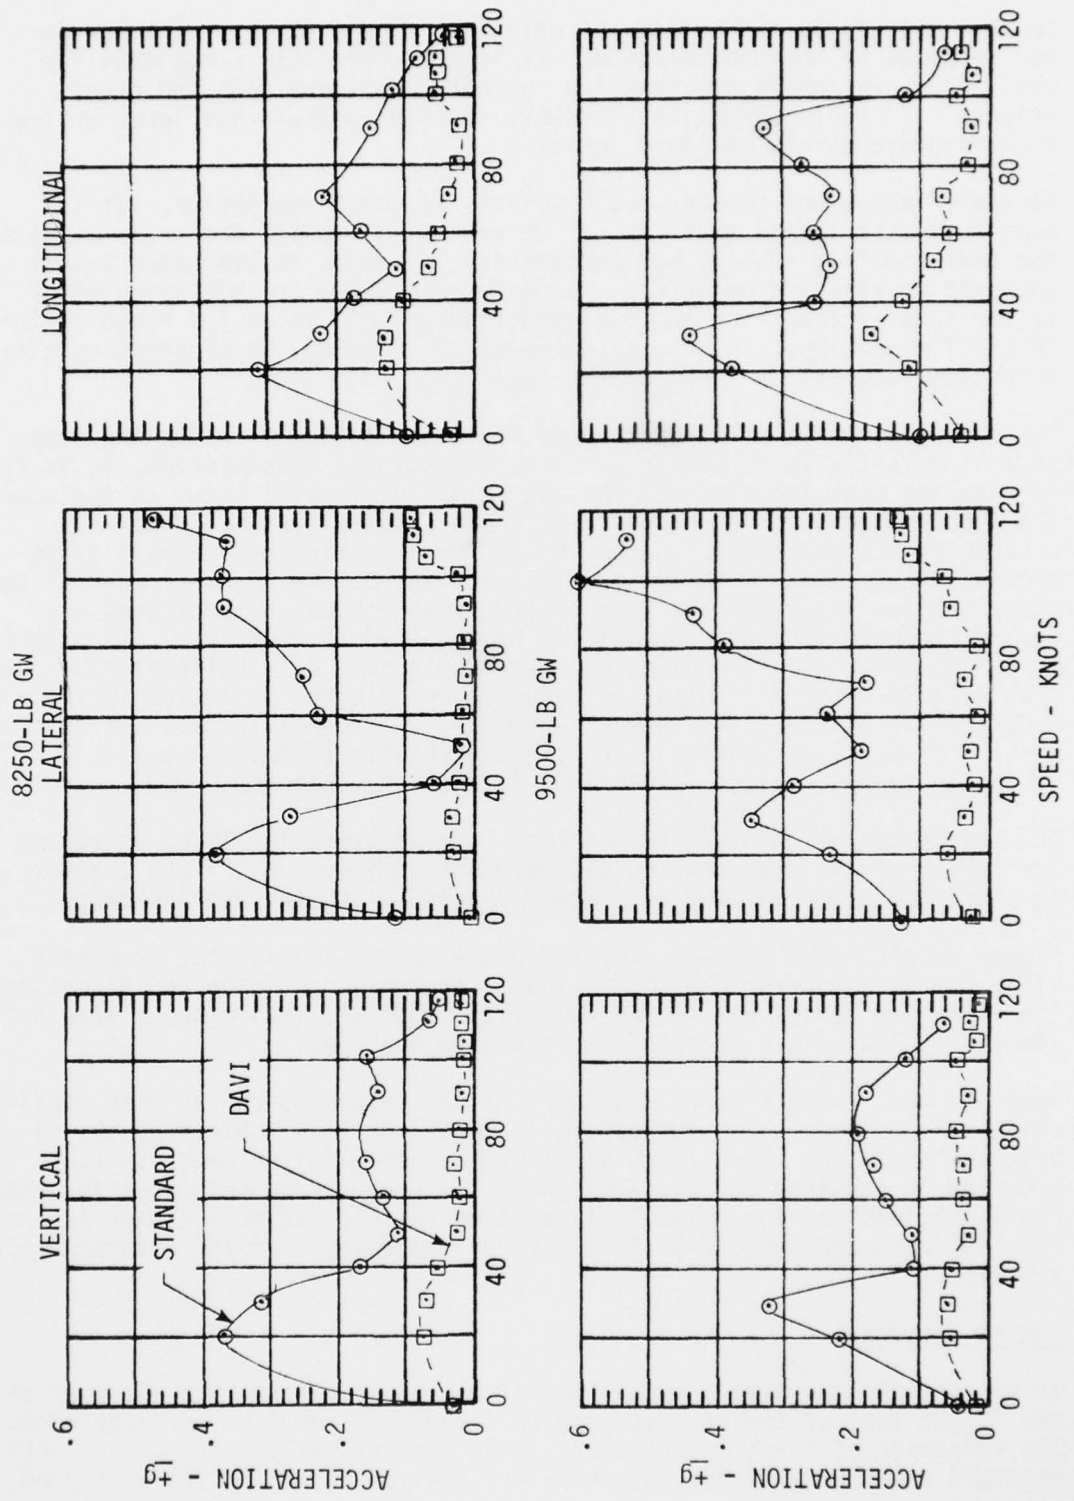 8250-LB GW
VERTICAL
LATERAL
LONGITUDINAL
STANDARD
DAVI
ACCELERATION - ±g
.6
.4
.2
0
0 40 80 120
0 40 80 120
0 40 80 120
9500-LB GW
ACCELERATION - ±g
.6
.4
.2
0
0 40 80 120
0 40 80 120
0 40 80 120
SPEED - KNOTS